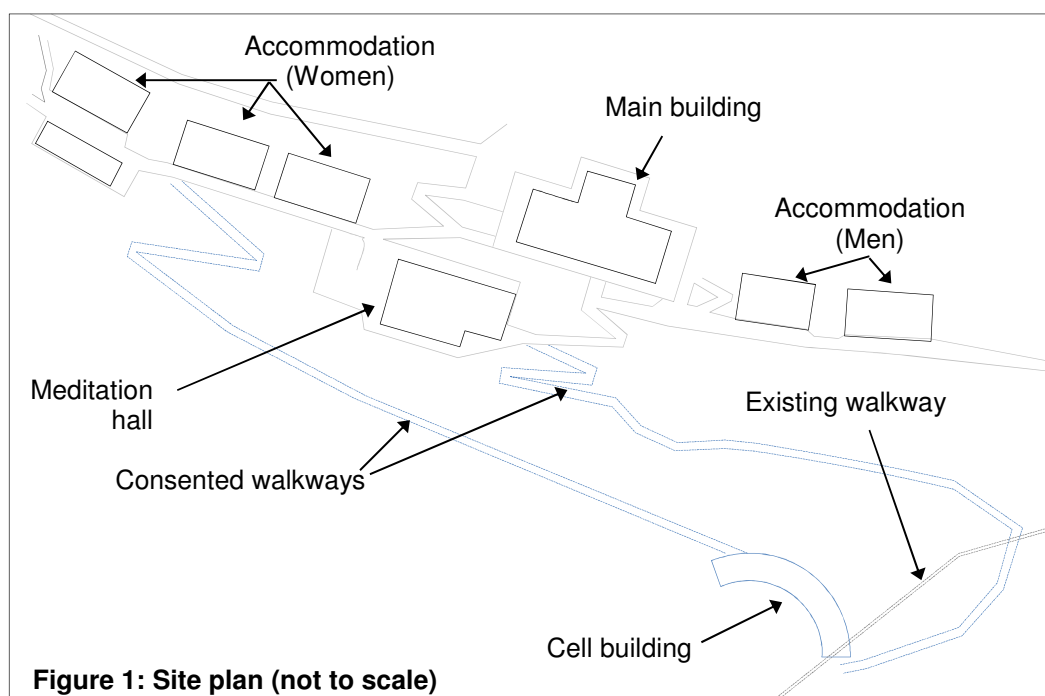 Accommodation
(Women)
Main building
Accommodation
(Men)
Meditation
hall
Existing walkway
Consented walkways
Cell building
Figure 1: Site plan (not to scale)